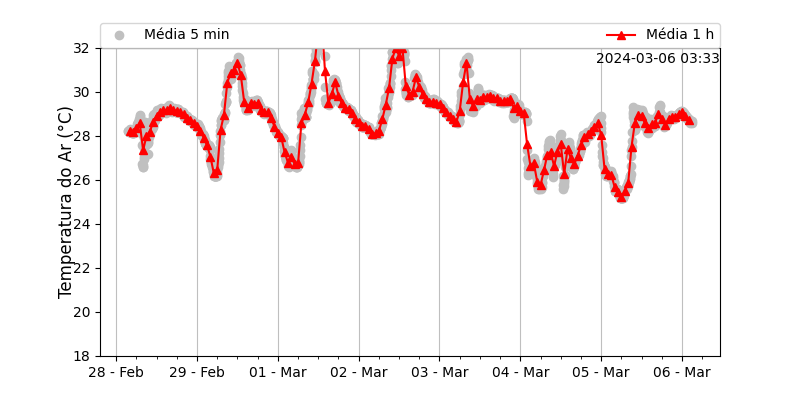 Média 5 min
Média 1 h
2024-03-06 03:33
Temperatura do Ar (°C)
32
30
28
26
24
22
20
18
28 - Feb
29 - Feb
01 - Mar
02 - Mar
03 - Mar
04 - Mar
05 - Mar
06 - Mar